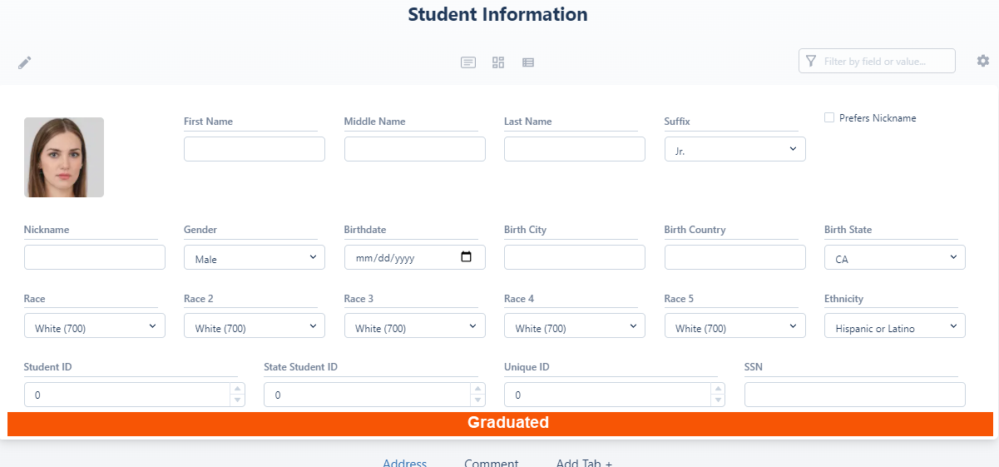 Student Information
Filter by field or value...
First Name Middle Name Last Name Suffix Prefers Nickname
Jr.
Nickname Gender Birthdate Birth City Birth Country Birth State
Male mm/dd/yyyy CA
Race Race 2 Race 3 Race 4 Race 5 Ethnicity
White (700) White (700) White (700) White (700) White (700) Hispanic or Latino
Student ID State Student ID Unique ID SSN
0 0 0
Graduated
Address Comment Add Tab +